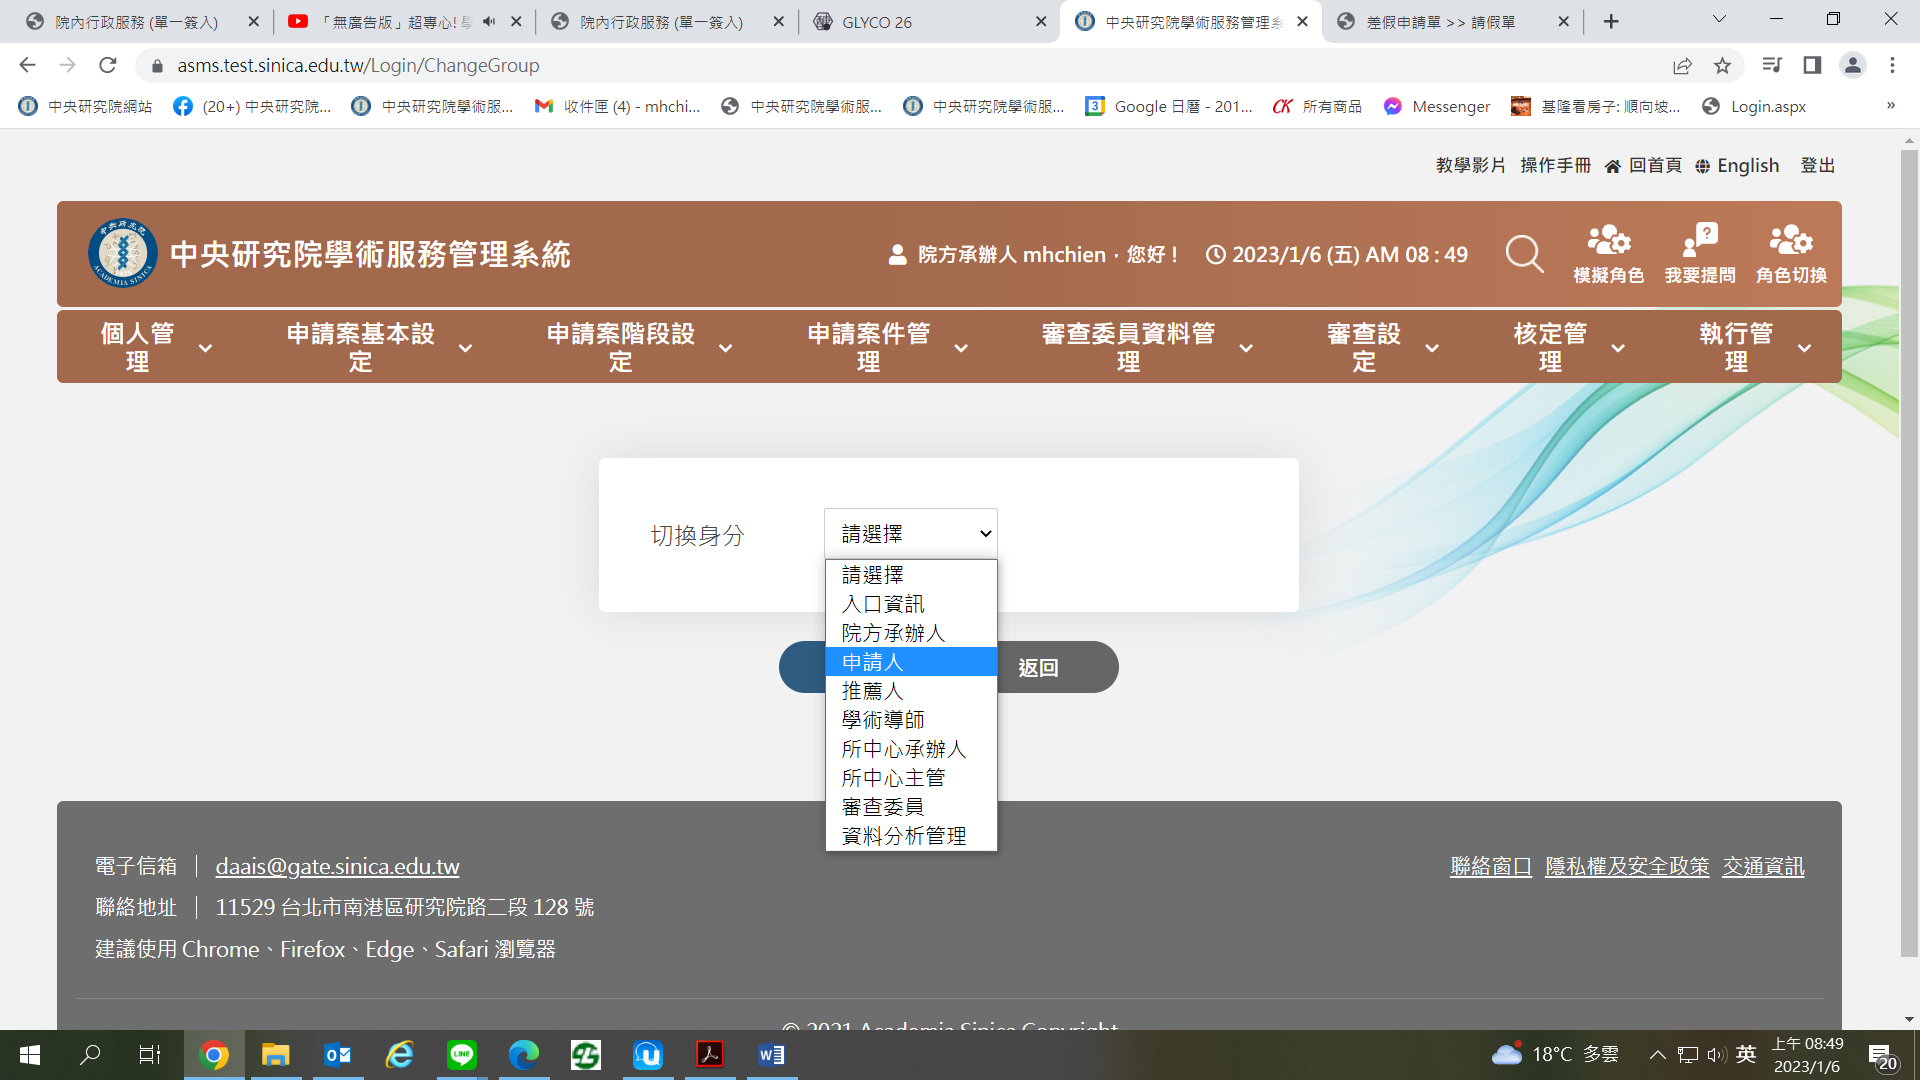 院內行政服務 (單一簽入)
「無廣告版」超專心!
院內行政服務 (單一簽入)
GLYCO 26
中央研究院學術服務管理系
差假申請單 >> 請假單
asms.test.sinica.edu.tw/Login/ChangeGroup
中央研究院網站
(20+) 中央研究院...
中央研究院學術服...
收件匣 (4) - mhchi...
中央研究院學術服...
中央研究院學術服...
Google 日曆 - 201...
所有商品
Messenger
基隆看房子: 順向坡...
Login.aspx
»
教學影片 操作手冊 回首頁 English 登出
中央研究院學術服務管理系統
院方承辦人 mhchien，您好！
2023/1/6 (五) AM 08 : 49
模擬角色
我要提問
角色切換
個人管
理
申請案基本設
定
申請案階段設
定
申請案件管
理
審查委員資料管
理
審查設
定
核定管
理
執行管
理
切換身分
請選擇
請選擇
入口資訊
院方承辦人
申請人
推薦人
學術導師
所中心承辦人
所中心主管
審查委員
資料分析管理
返回
電子信箱 | daais@gate.sinica.edu.tw
聯絡地址 | 11529 台北市南港區研究院路二段 128 號
建議使用 Chrome、Firefox、Edge、Safari 瀏覽器
聯絡窗口 隱私權及安全政策 交通資訊
© 2021 Academia Sinica Copyright
18°C 多雲
英
上午 08:49
2023/1/6
20